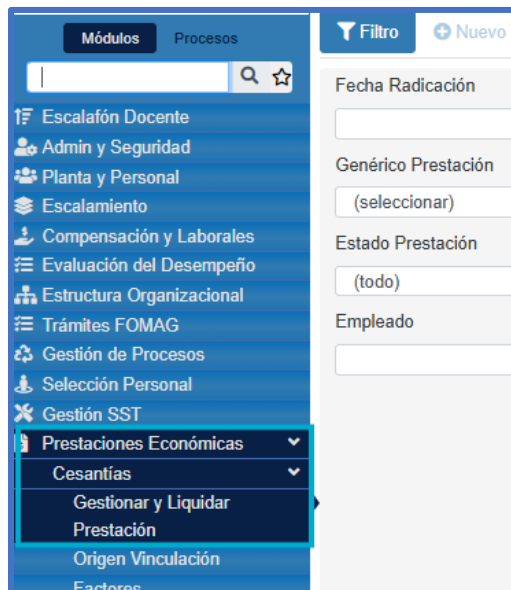 Módulos
Procesos
Escalafón Docente
Admin y Seguridad
Planta y Personal
Escalamiento
Compensación y Laborales
Evaluación del Desempeño
Estructura Organizacional
Trámites FOMAG
Gestión de Procesos
Selección Personal
Gestión SST
Prestaciones Económicas
Cesantías
Gestionar y Liquidar
Prestación
Origen Vinculación
Factores
Filtro
Nuevo
Fecha Radicación
Genérico Prestación
(seleccionar)
Estado Prestación
(todo)
Empleado